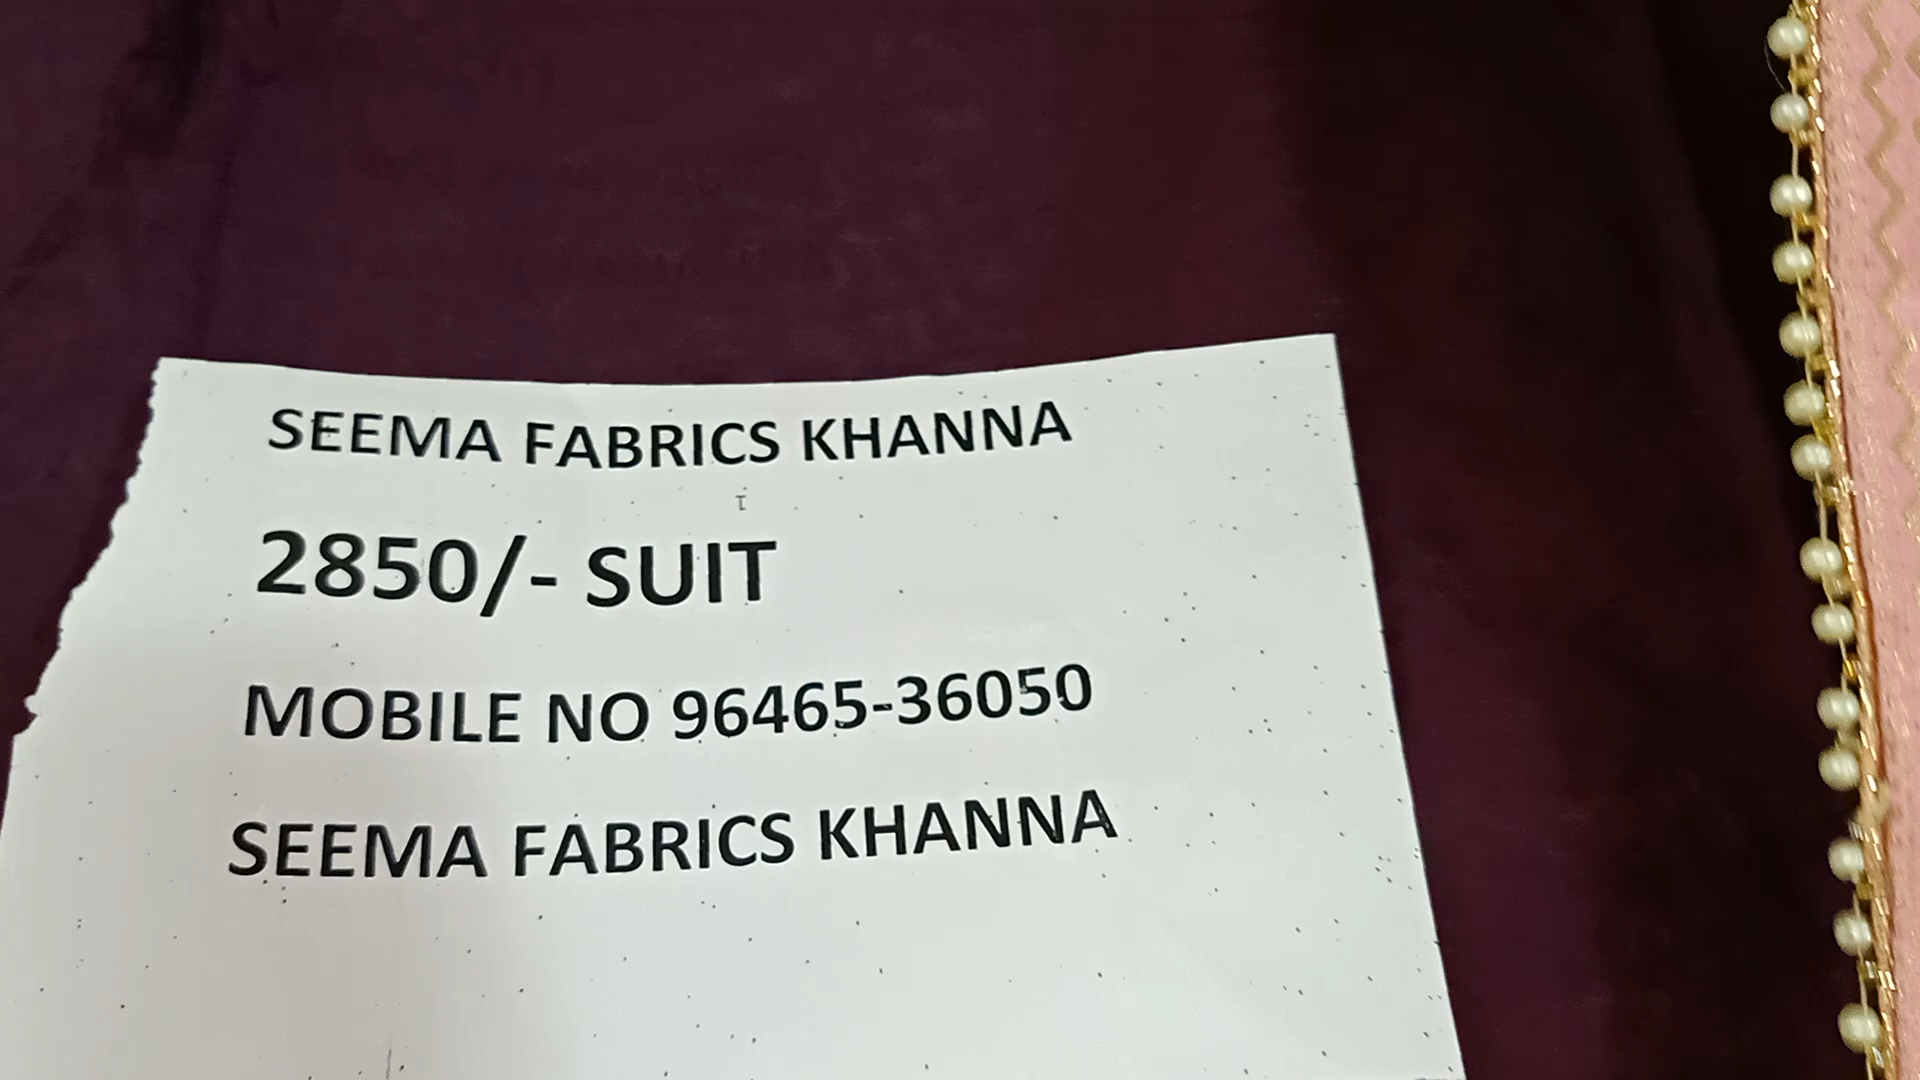 SEEMA FABRICS KHANNA
2850/- SUIT
MOBILE NO 96465-36050
SEEMA FABRICS KHANNA